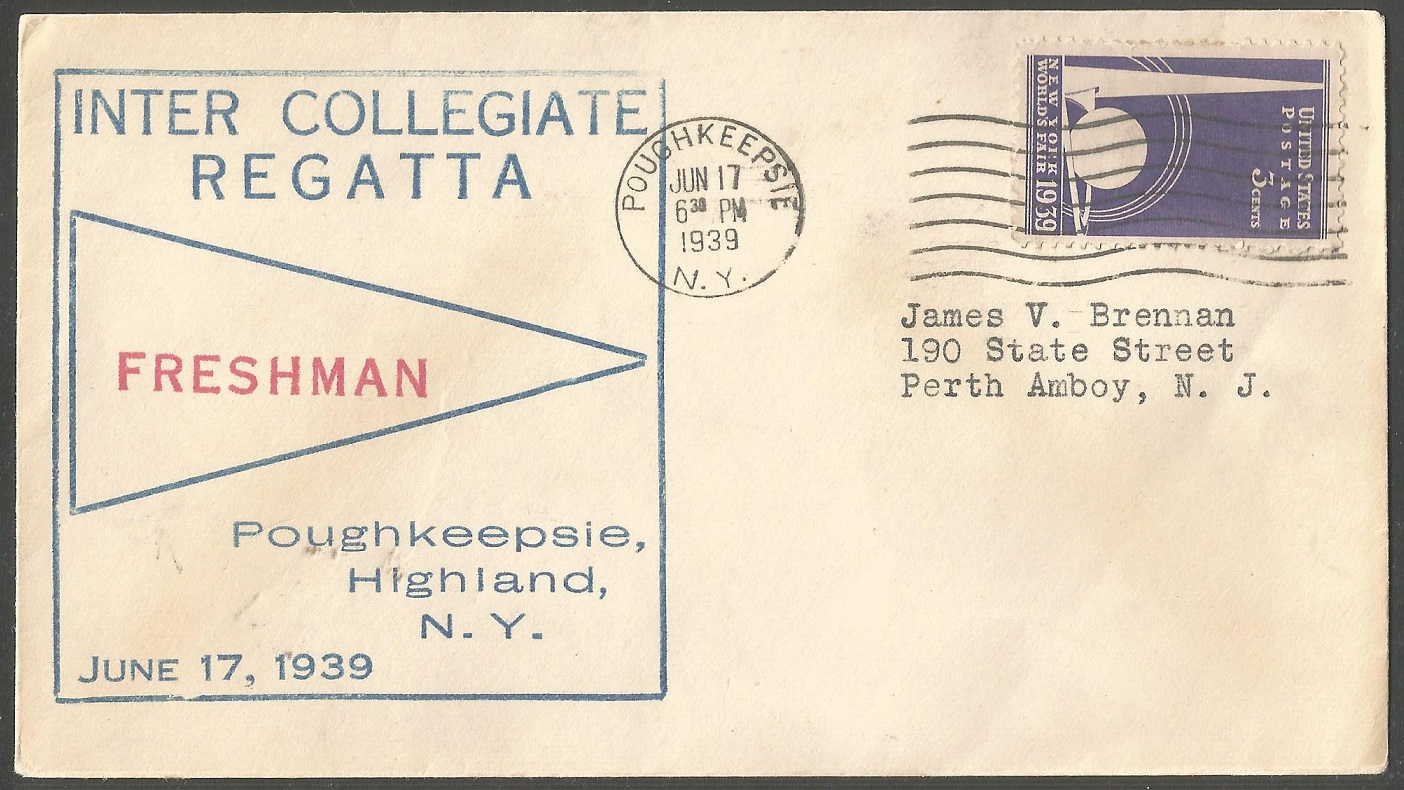 INTER COLLEGIATE
REGATTA
FRESHMAN
Poughkeepsie,
Highland,
N. Y.
JUNE 17, 1939
POUGHKEEPSIE
JUN 17
6 30 PM
1939
N. Y.
UNITED STATES
POSTAGE
3 CENTS
NEW YORK
WORLD'S FAIR 1939
James V. Brennan
190 State Street
Perth Amboy, N. J.